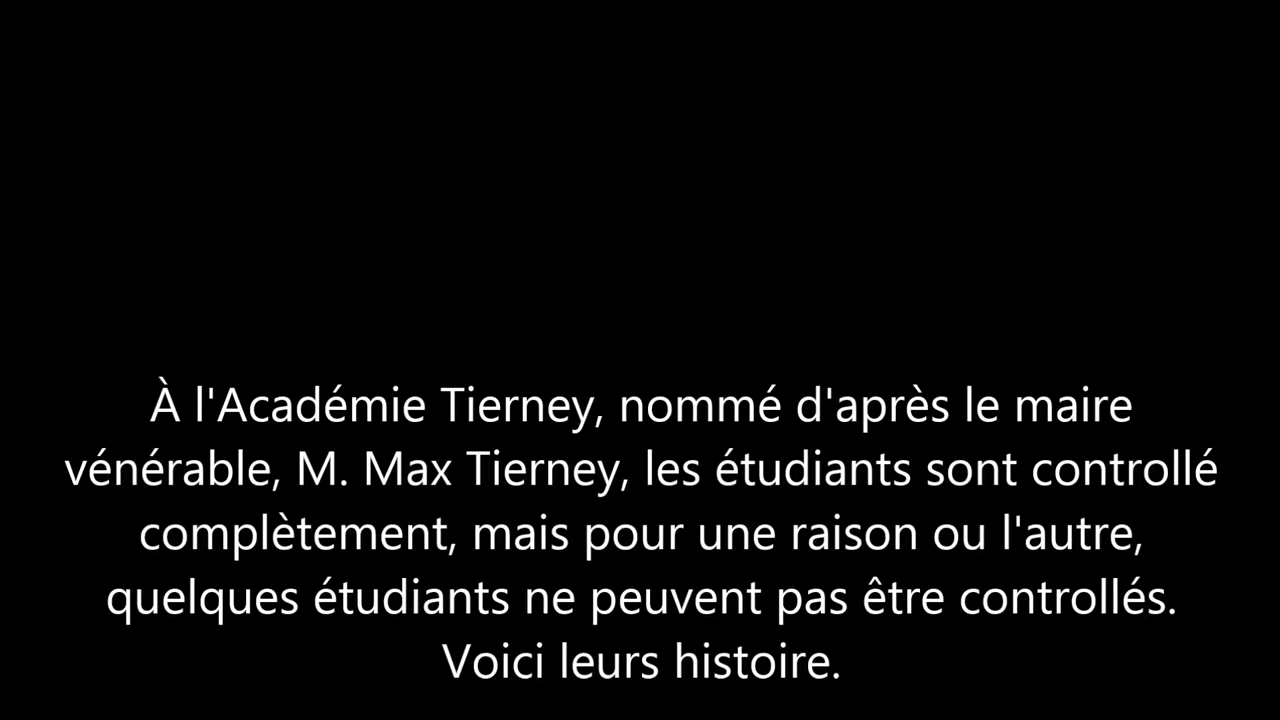 À l'Académie Tierney, nommé d'après le maire
vénérable, M. Max Tierney, les étudiants sont controllé
complètement, mais pour une raison ou l'autre,
quelques étudiants ne peuvent pas être controllés.
Voici leurs histoire.